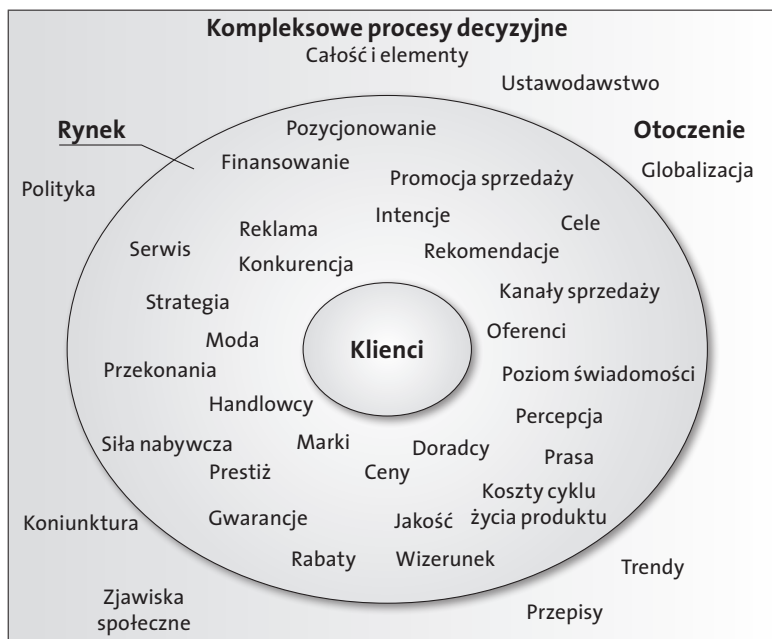 Kompleksowe procesy decyzyjne
Całość i elementy
Ustawodawstwo
Rynek
Pozycjonowanie
Otoczenie
Finansowanie
Globalizacja
Promocja sprzedaży
Polityka
Intencje
Cele
Reklama
Serwis
Rekomendacje
Konkurencja
Kanały sprzedaży
Strategia
Oferenci
Moda
Klienci
Przekonania
Poziom świadomości
Handlowcy
Percepcja
Siła nabywcza
Marki
Doradcy
Prasa
Prestiż
Ceny
Koszty cyklu
życia produktu
Koniunktura
Gwarancje
Jakość
Rabaty
Wizerunek
Trendy
Zjawiska
społeczne
Przepisy